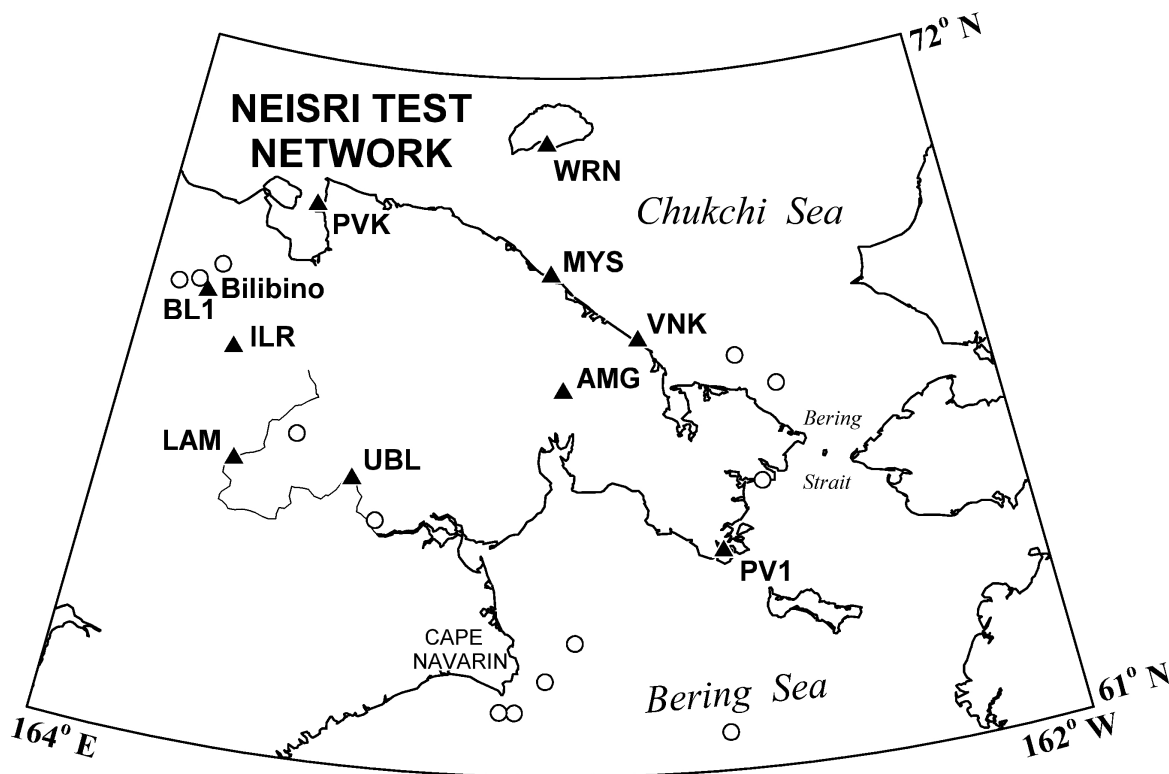 72° N
NEISRI TEST
NETWORK
WRN
Chukchi Sea
PVK
MYS
Bilibino
BL1
VNK
ILR
AMG
Bering
LAM
UBL
Strait
PV1
CAPE
NAVARIN
Bering Sea
61° N
164° E
162° W